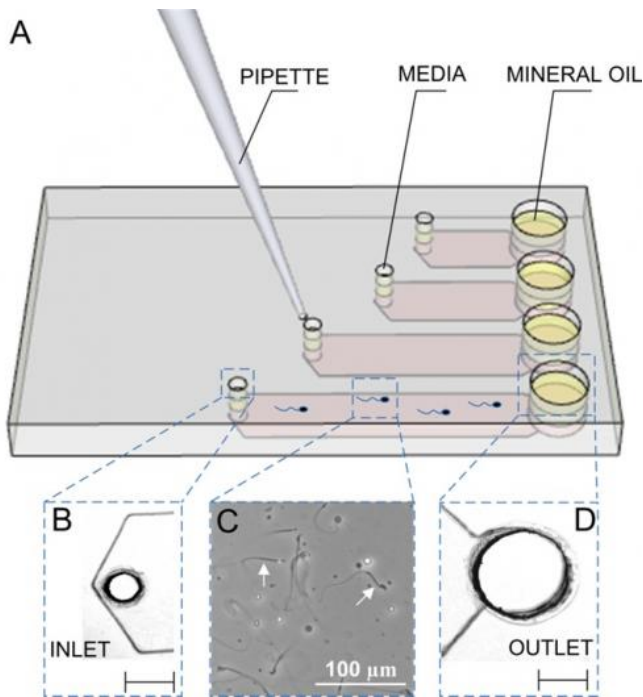 A
PIPETTE
MEDIA
MINERAL OIL
B
C
D
INLET
100 µm
OUTLET